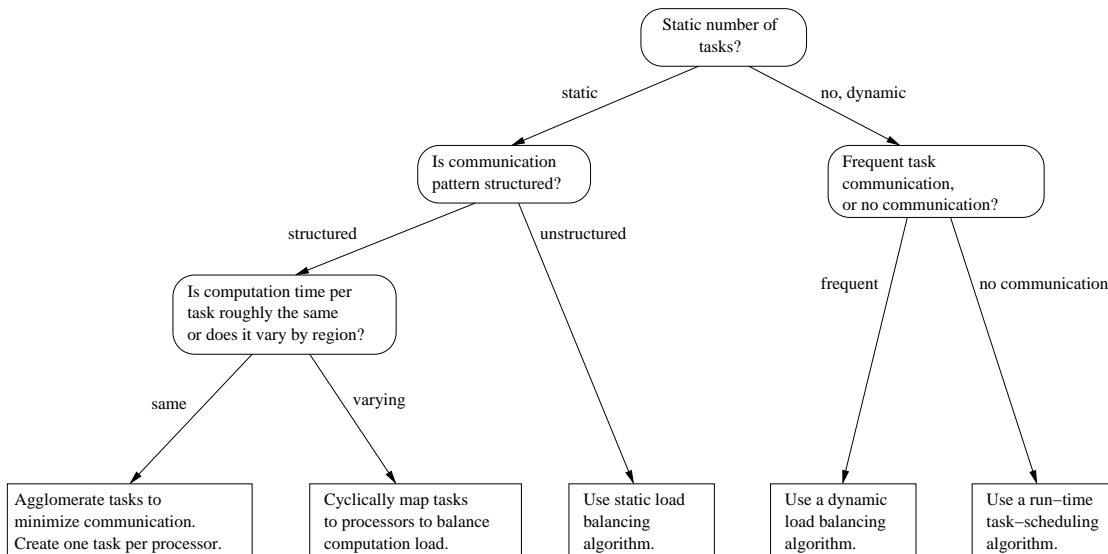 Static number of
tasks?
static
no, dynamic
Is communication
pattern structured?
Frequent task
communication,
or no communication?
structured
unstructured
frequent
no communication
Is computation time per
task roughly the same
or does it vary by region?
same
varying
Agglomerate tasks to
minimize communication.
Create one task per processor.
Cyclically map tasks
to processors to balance
computation load.
Use static load
balancing
algorithm.
Use a dynamic
load balancing
algorithm.
Use a run−time
task−scheduling
algorithm.